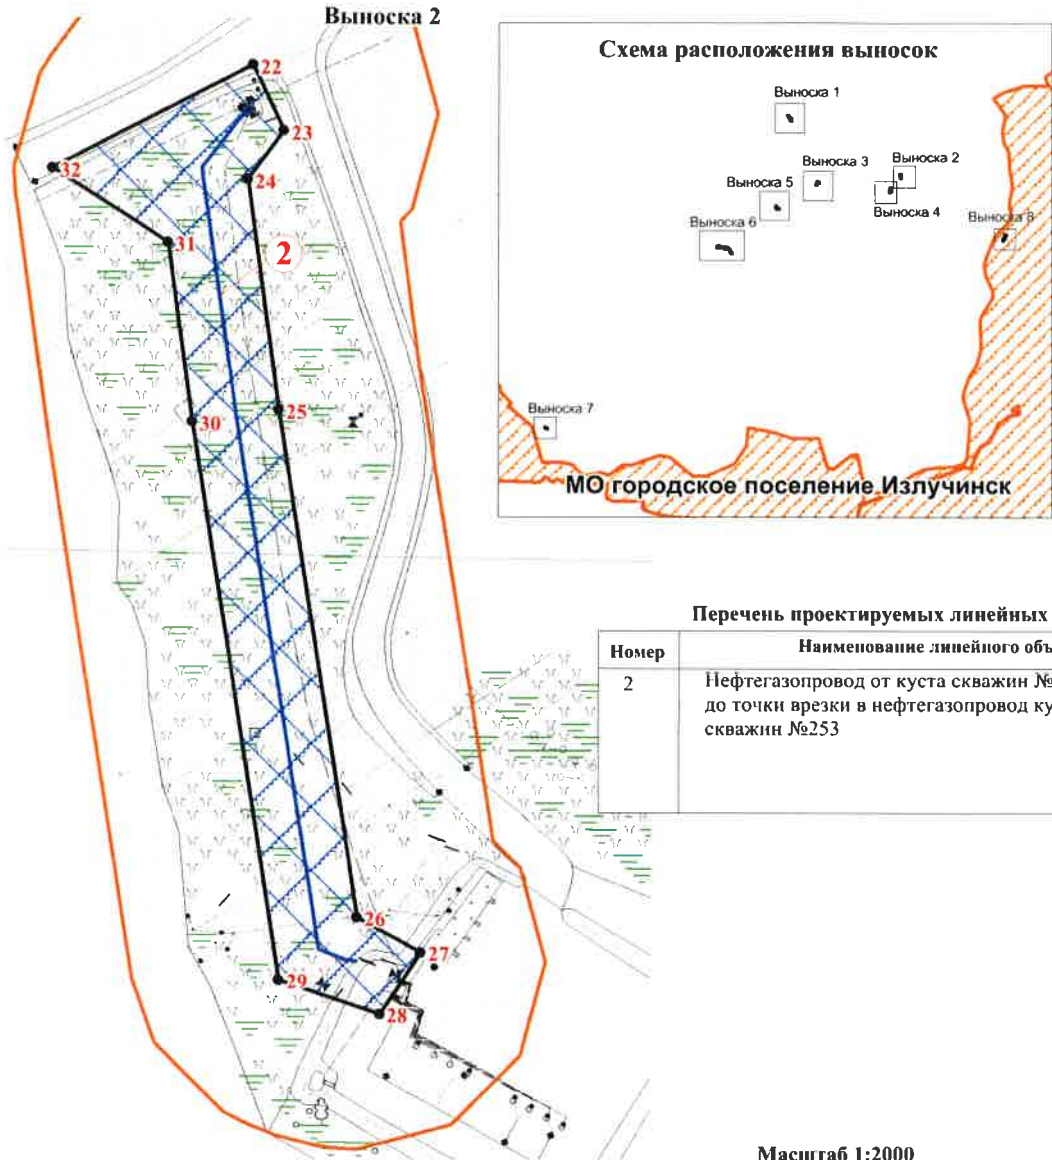 Выноска 2
22
23
32
24
31
2
25
30
26
27
29
28
Схема расположения выносок
Выноска 1
Выноска 3
Выноска 2
Выноска 5
Выноска 4
Выноска 6
Выноска 8
Выноска 7
МО городское поселение Излучинск
Перечень проектируемых линейных
Номер
Наименование линейного объ
2
Нефтегазопровод от куста скважин №
до точки врезки в нефтегазопровод ку
скважин №253
Масштаб 1:2000